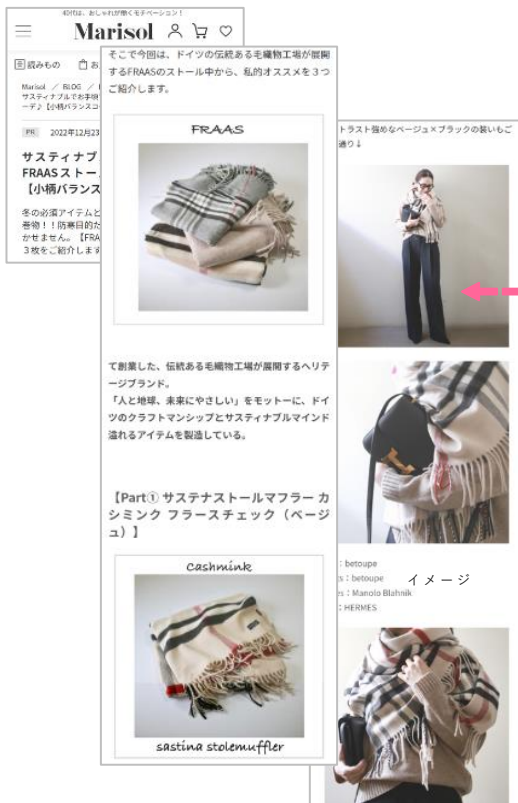 40代は、おしゃれが働くモチベーション！
Marisol
読みもの
お
Marisol ／ BLOG ／
サスティナブルでお手頃
ーデ♪【小柄バランスコー
PR 2022年12月23
サスティナブ
FRAASストー
【小柄バランス
冬の必須アイテムと
巻物！！防寒目的だ
かせません。【FRA
３枚をご紹介します
そこで今回は、ドイツの伝統ある毛織物工場が展開
するFRAASのストール中から、私的オススメを３つ
ご紹介します。
FRAAS
て創業した、伝統ある毛織物工場が展開するヘリテ
ージブランド。
「人と地球、未来にやさしい」をモットーに、ドイ
ツのクラフトマンシップとサスティナブルマインド
溢れるアイテムを製造している。
【Part① サステナストールマフラー カ
シミンク フラースチェック（ベージ
ュ）】
Cashmink
sastina stolemuffler
トラスト強めなベージュ×ブラックの装いもご
通り↓
：betoupe
ts：betoupe
es：Manolo Blahnik
：HERMES
イメージ